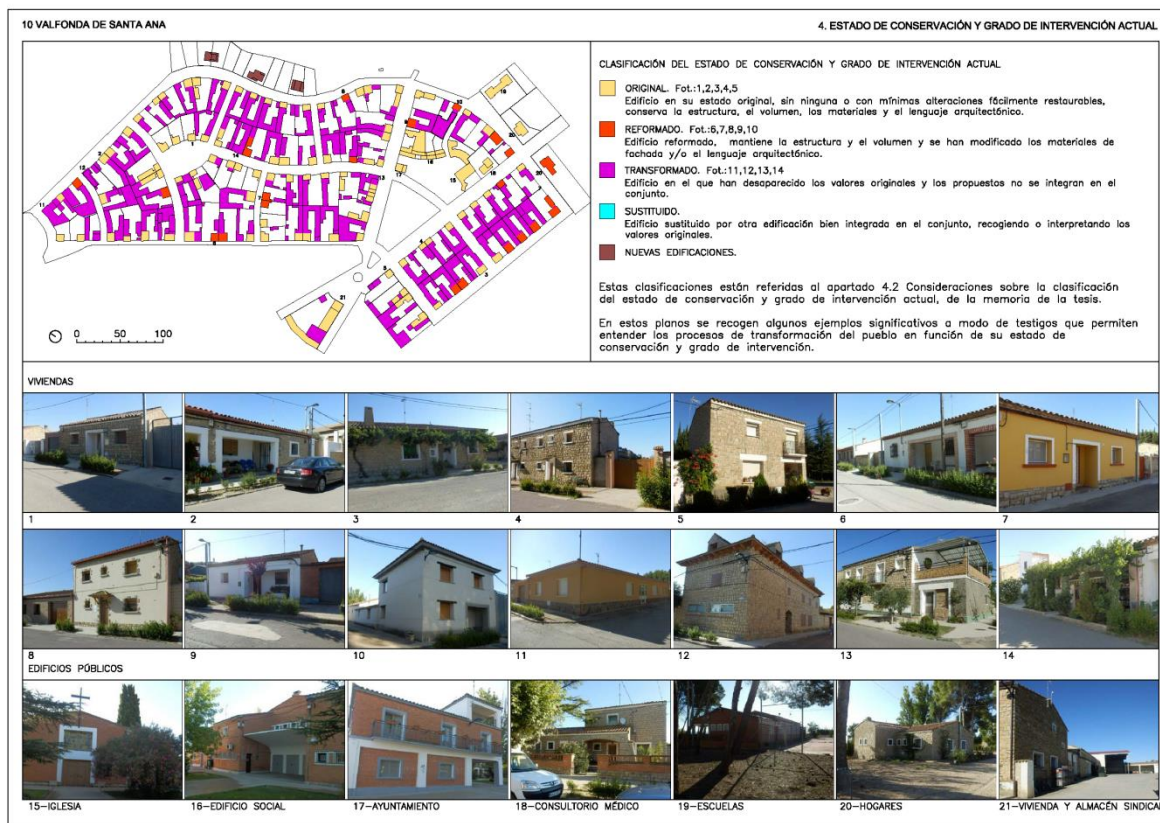 10 VALFONDA DE SANTA ANA
4. ESTADO DE CONSERVACIÓN Y GRADO DE INTERVENCIÓN ACTUAL
CLASIFICACIÓN DEL ESTADO DE CONSERVACIÓN Y GRADO DE INTERVENCIÓN ACTUAL
ORIGINAL. Fot.:1,2,3,4,5
Edificio en su estado original, sin ninguna o con mínimas alteraciones fácilmente restaurables,
conserva la estructura, el volumen, los materiales y el lenguaje arquitectónico.
REFORMADO. Fot.:6,7,8,9,10
Edificio reformado, mantiene la estructura y el volumen y se han modificado los materiales de
fachada y/o el lenguaje arquitectónico.
TRANSFORMADO. Fot.:11,12,13,14
Edificio en el que han desaparecido los valores originales y los propuestos no se integran en el
conjunto.
SUSTITUIDO.
Edificio sustituido por otra edificación bien integrada en el conjunto, recogiendo o interpretando los
valores originales.
NUEVAS EDIFICACIONES.
Estas clasificaciones están referidas al apartado 4.2 Consideraciones sobre la clasificación
del estado de conservación y grado de intervención actual, de la memoria de la tesis.
En estos planos se recogen algunos ejemplos significativos a modo de testigos que permiten
entender los procesos de transformación del pueblo en función de su estado de
conservación y grado de intervención.
0 50 100
VIVIENDAS
1 2 3 4 5 6 7
8 9 10 11 12 13 14
EDIFICIOS PÚBLICOS
15-IGLESIA 16-EDIFICIO SOCIAL 17-AYUNTAMIENTO 18-CONSULTORIO MÉDICO 19-ESCUELAS 20-HOGARES 21-VIVIENDA Y ALMACÉN SINDICAL